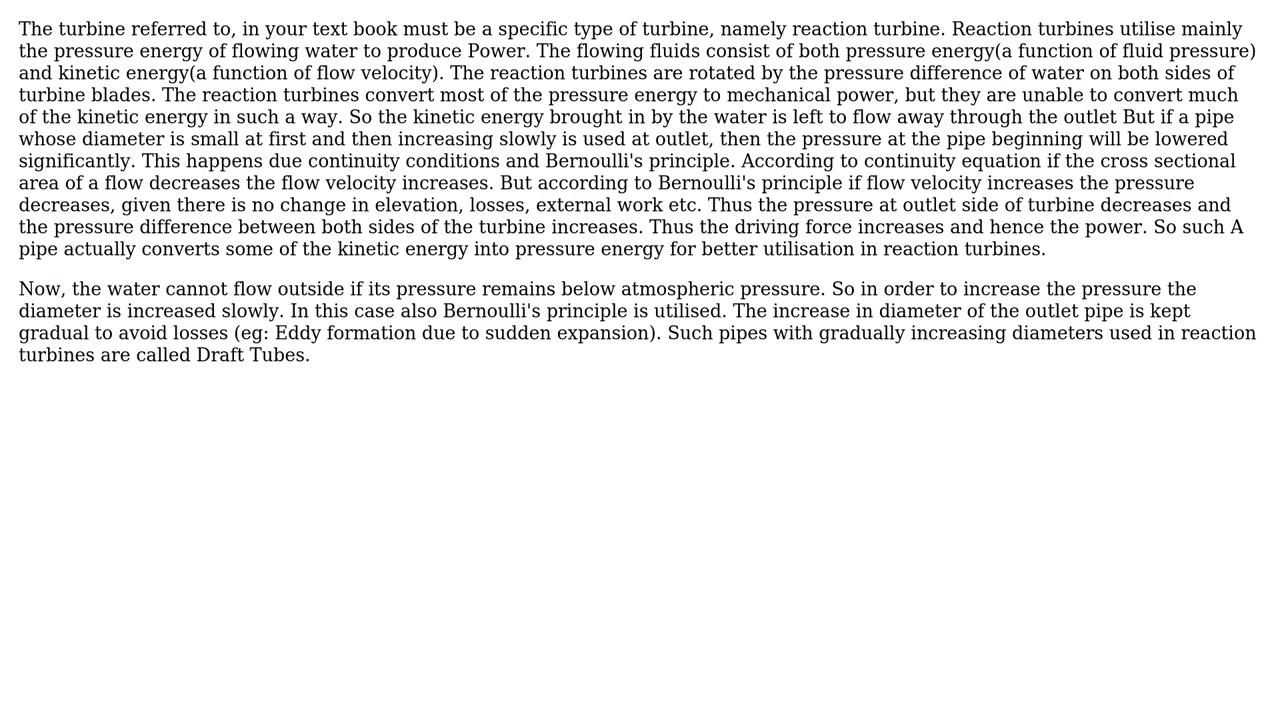 The turbine referred to, in your text book must be a specific type of turbine, namely reaction turbine. Reaction turbines utilise mainly
the pressure energy of flowing water to produce Power. The flowing fluids consist of both pressure energy(a function of fluid pressure)
and kinetic energy(a function of flow velocity). The reaction turbines are rotated by the pressure difference of water on both sides of
turbine blades. The reaction turbines convert most of the pressure energy to mechanical power, but they are unable to convert much
of the kinetic energy in such a way. So the kinetic energy brought in by the water is left to flow away through the outlet But if a pipe
whose diameter is small at first and then increasing slowly is used at outlet, then the pressure at the pipe beginning will be lowered
significantly. This happens due continuity conditions and Bernoulli's principle. According to continuity equation if the cross sectional
area of a flow decreases the flow velocity increases. But according to Bernoulli's principle if flow velocity increases the pressure
decreases, given there is no change in elevation, losses, external work etc. Thus the pressure at outlet side of turbine decreases and
the pressure difference between both sides of the turbine increases. Thus the driving force increases and hence the power. So such A
pipe actually converts some of the kinetic energy into pressure energy for better utilisation in reaction turbines.
Now, the water cannot flow outside if its pressure remains below atmospheric pressure. So in order to increase the pressure the
diameter is increased slowly. In this case also Bernoulli's principle is utilised. The increase in diameter of the outlet pipe is kept
gradual to avoid losses (eg: Eddy formation due to sudden expansion). Such pipes with gradually increasing diameters used in reaction
turbines are called Draft Tubes.